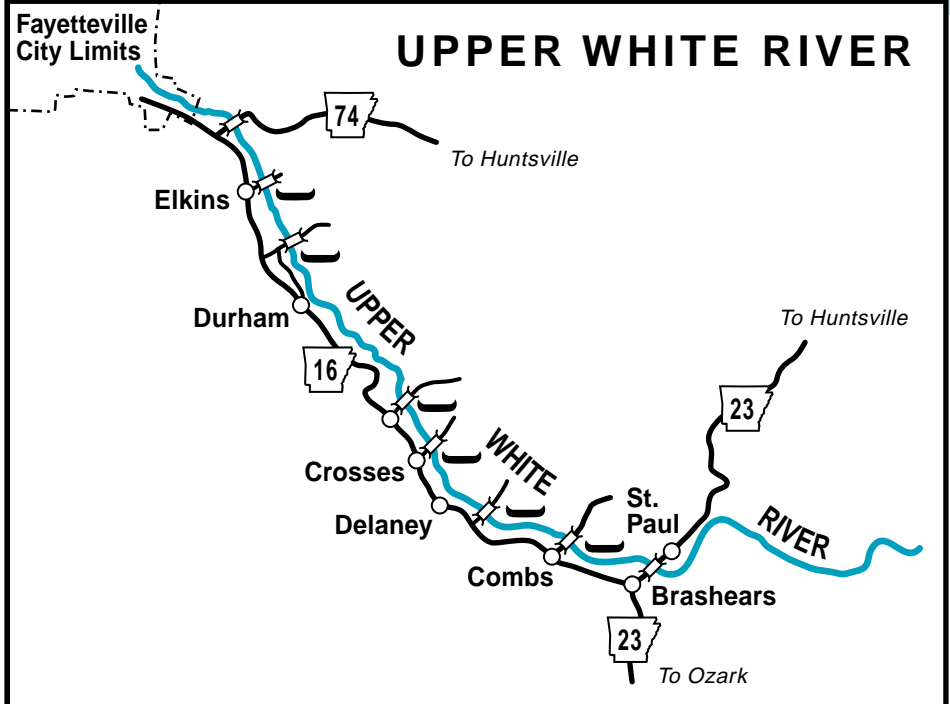 Fayetteville
City Limits
UPPER WHITE RIVER
74
To Huntsville
Elkins
Durham
UPPER
To Huntsville
16
23
Crosses
WHITE
St.
Paul
Delaney
RIVER
Combs
Brashears
23
To Ozark